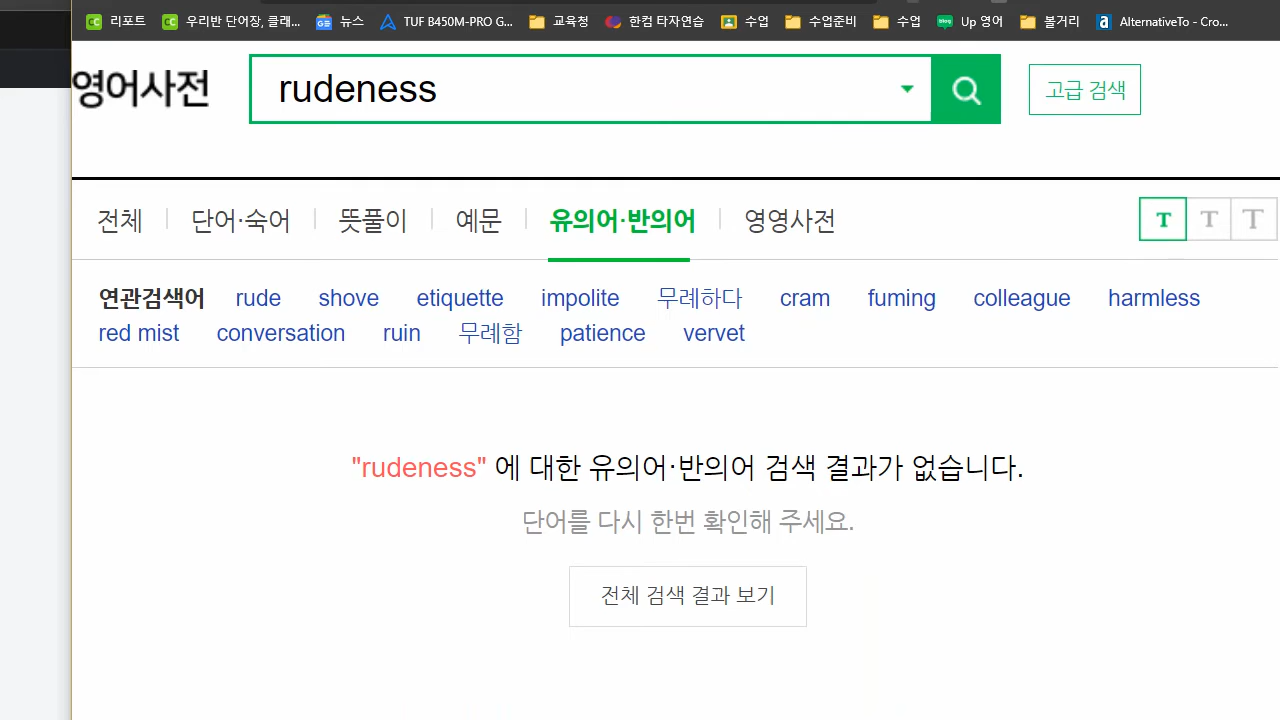 리포트 우리반 단어장, 클래... 뉴스 TUF B450M-PRO G... 교육청 한컴 타자연습 수업 수업준비 수업 Up 영어 볼거리 AlternativeTo - Cro...
영어사전 rudeness 고급 검색
전체 단어·숙어 뜻풀이 예문 유의어·반의어 영영사전 T T T
연관검색어 rude shove etiquette impolite 무례하다 cram fuming colleague harmless
red mist conversation ruin 무례함 patience vervet
"rudeness" 에 대한 유의어·반의어 검색 결과가 없습니다.
단어를 다시 한번 확인해 주세요.
전체 검색 결과 보기